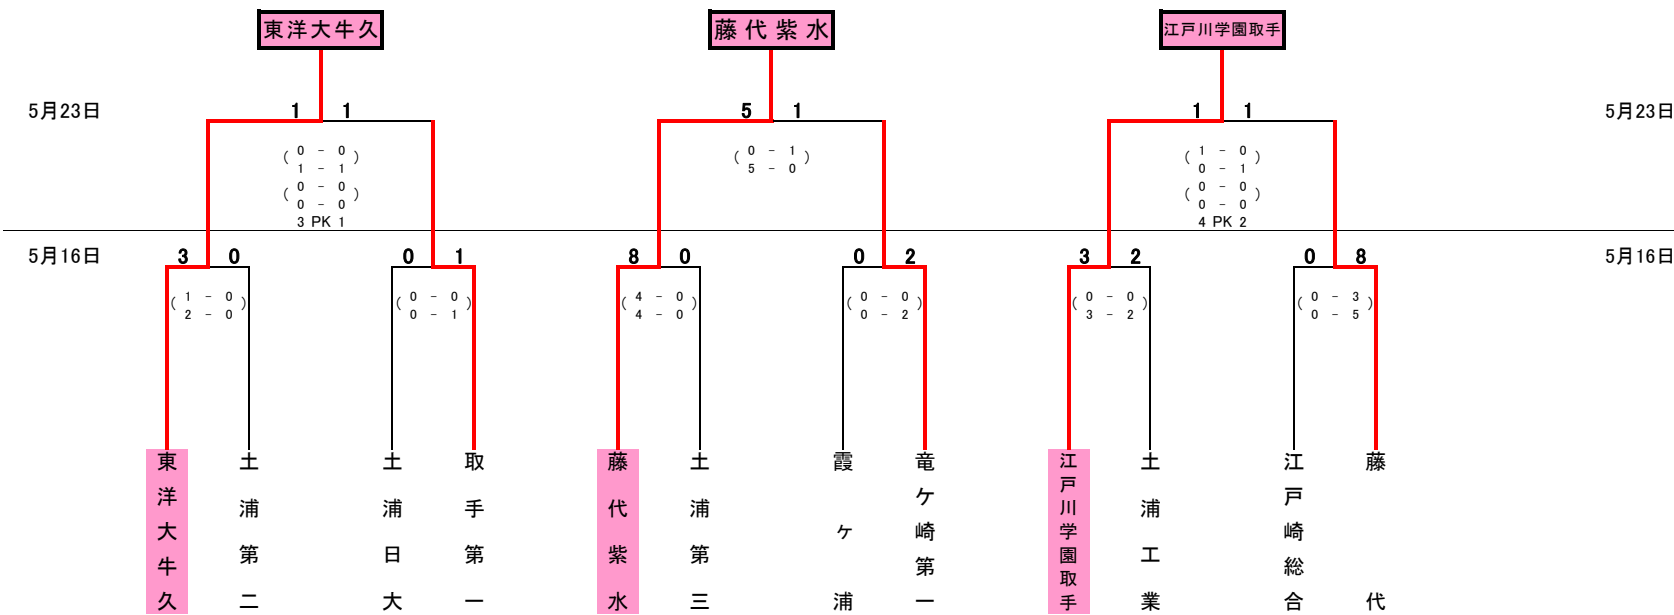 東洋大牛久 藤代紫水 江戸川学園取手
5月23日 1 1 5 1 1 1 5月23日
( 0 - 0 ) ( 0 - 1 ) ( 1 - 0 )
1 - 1 5 - 0 0 - 1
( 0 - 0 ) ( 0 - 0 )
0 - 0 0 - 0
3 PK 1 4 PK 2
5月16日 3 0 0 1 8 0 0 2 3 2 0 8 5月16日
( 1 - 0 ) ( 0 - 0 ) ( 4 - 0 ) ( 0 - 0 ) ( 0 - 0 ) ( 0 - 3 )
2 - 0 0 - 1 4 - 0 0 - 2 3 - 2 0 - 5
東洋大牛久
土浦第二
土浦日大
取手第一
藤代紫水
土浦第三
霞ヶ浦
竜ケ崎第一
江戸川学園取手
土浦工業
江戸崎総合
藤代